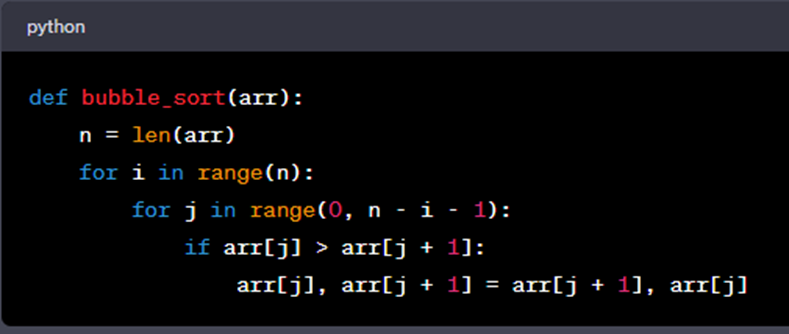 python
def bubble_sort(arr):
    n = len(arr)
    for i in range(n):
        for j in range(0, n - i - 1):
            if arr[j] > arr[j + 1]:
                arr[j], arr[j + 1] = arr[j + 1], arr[j]